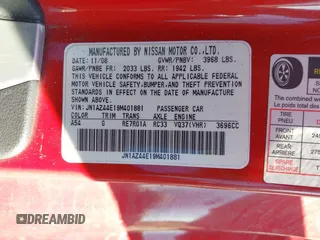 MANUFACTURED BY NISSAN MOTOR CO.,LTD.
DATE: 11/08 GVWR/PNBV: 3968 LBS.
GAWR/PNBE FR: 2033 LBS. RR: 1942 LBS.
THIS VEHICLE CONFORMS TO ALL APPLICABLE FEDERAL
MOTOR VEHICLE SAFETY,BUMPER,AND THEFT PREVENTION
STANDARDS IN EFFECT ON THE DATE OF MANUFACTURE
SHOWN ABOVE.
VIN: JN1AZ44E19M401881 PASSENGER CAR
COLOR TRIM TRANS AXLE ENGINE
A54 G RE7R01A RC33 VQ37(VHR) 3696CC
JN1AZ44E19M401881
REAR
ARRIERE
DREAMBID
DREAMBID.COM